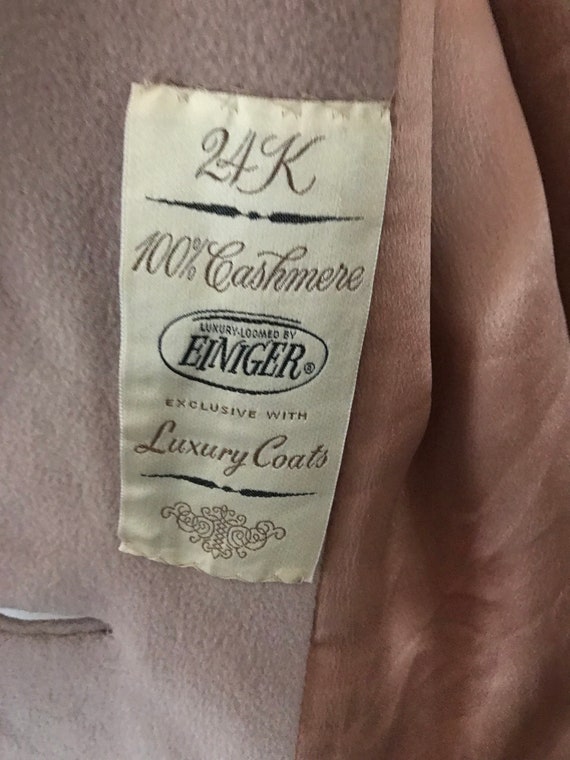 24K
100% Cashmere
LUXURY-LOOMED BY
EINIGER®
EXCLUSIVE WITH
Luxury Coats